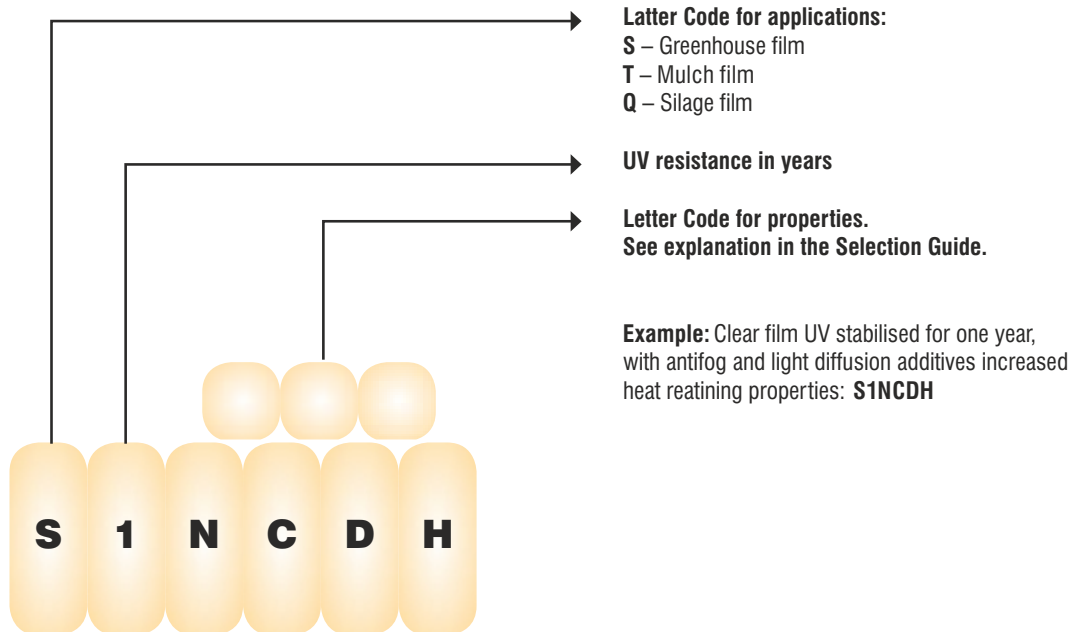 Latter Code for applications:
S – Greenhouse film
T – Mulch film
Q – Silage film
UV resistance in years
Letter Code for properties.
See explanation in the Selection Guide.
Example: Clear film UV stabilised for one year,
with antifog and light diffusion additives increased
heat reatining properties: S1NCDH
S 1 N C D H